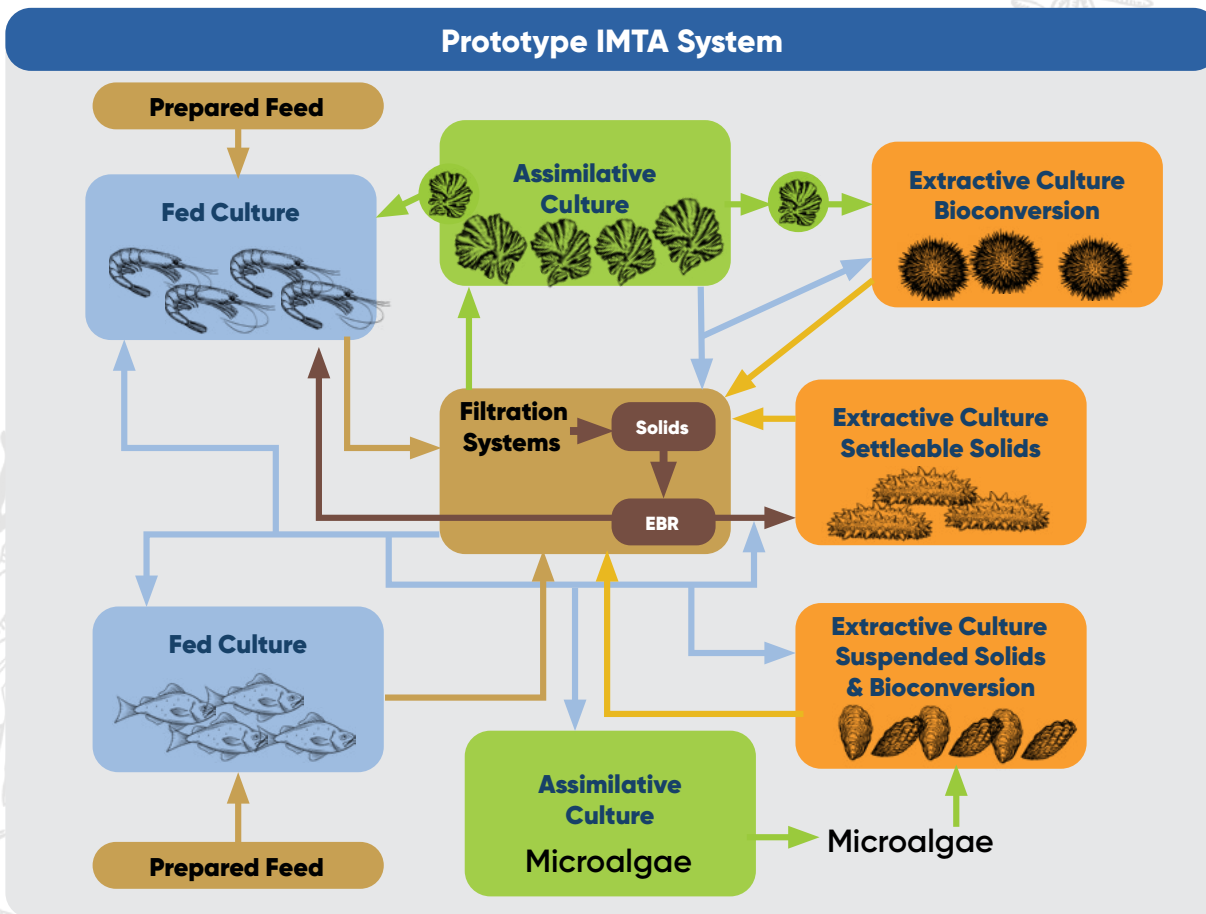 Prototype IMTA System
Prepared Feed
Fed Culture
Assimilative
Culture
Extractive Culture
Bioconversion
Filtration
Systems
Solids
EBR
Extractive Culture
Settleable Solids
Fed Culture
Extractive Culture
Suspended Solids
& Bioconversion
Assimilative
Culture
Microalgae
Microalgae
Prepared Feed